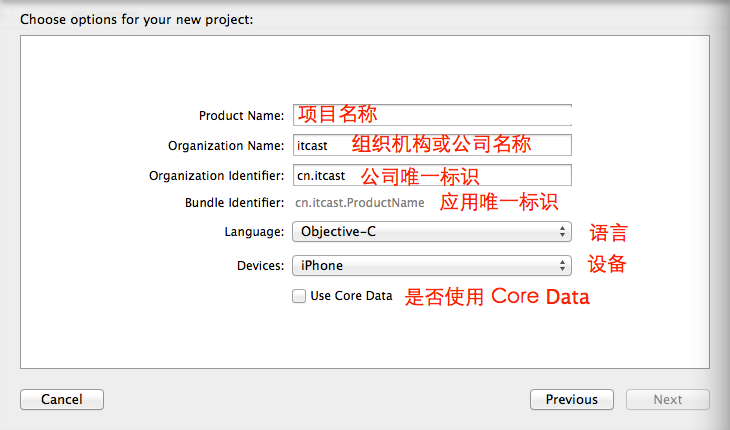 Choose options for your new project:
Product Name: 项目名称
Organization Name: itcast 组织机构或公司名称
Organization Identifier: cn.itcast 公司唯一标识
Bundle Identifier: cn.itcast.ProductName 应用唯一标识
Language: Objective-C 语言
Devices: iPhone 设备
Use Core Data 是否使用 Core Data
Cancel Previous Next